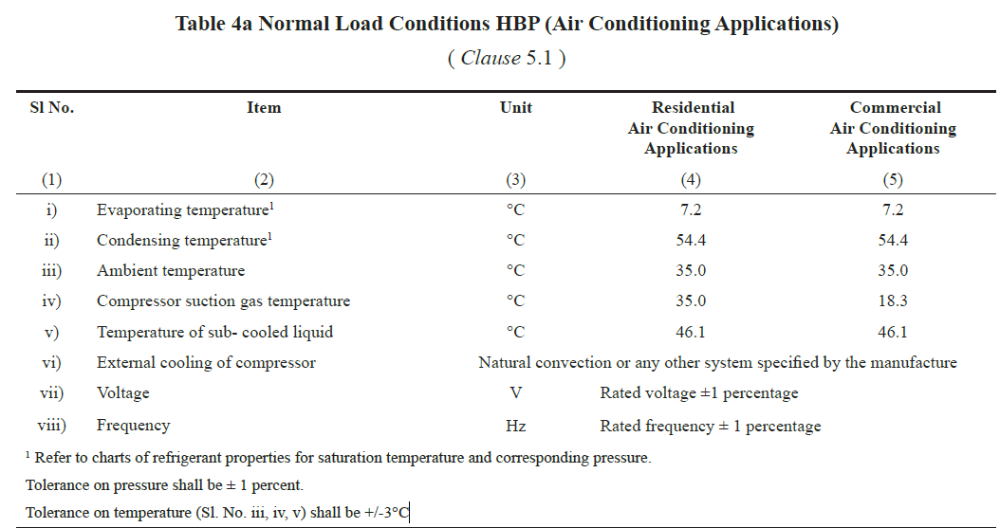 Table 4a Normal Load Conditions HBP (Air Conditioning Applications)
( Clause 5.1 )
Sl No. Item Unit Residential Air Conditioning Applications Commercial Air Conditioning Applications
(1) (2) (3) (4) (5)
i) Evaporating temperature¹ °C 7.2 7.2
ii) Condensing temperature¹ °C 54.4 54.4
iii) Ambient temperature °C 35.0 35.0
iv) Compressor suction gas temperature °C 35.0 18.3
v) Temperature of sub- cooled liquid °C 46.1 46.1
vi) External cooling of compressor Natural convection or any other system specified by the manufacture
vii) Voltage V Rated voltage ±1 percentage
viii) Frequency Hz Rated frequency ± 1 percentage
¹ Refer to charts of refrigerant properties for saturation temperature and corresponding pressure.
Tolerance on pressure shall be ± 1 percent.
Tolerance on temperature (Sl. No. iii, iv, v) shall be +/-3°C